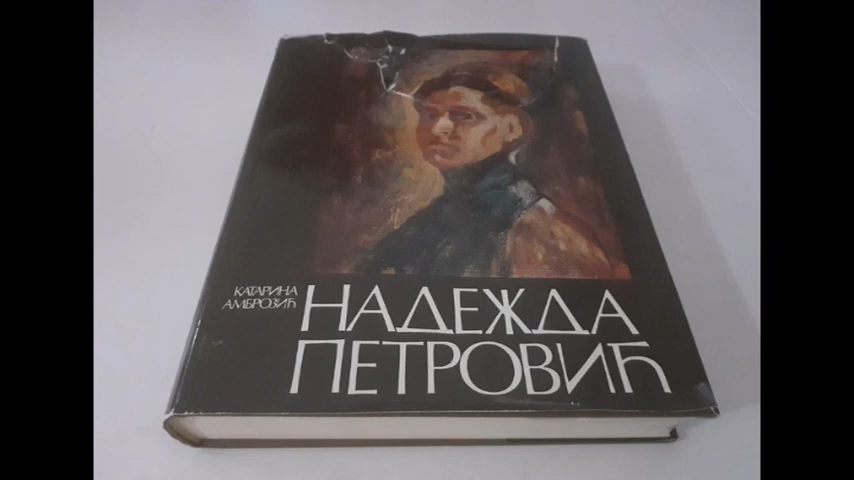 КАТАРИНА
АМБРОЗИЋ
НАДЕЖДА
ПЕТРОВИЋ